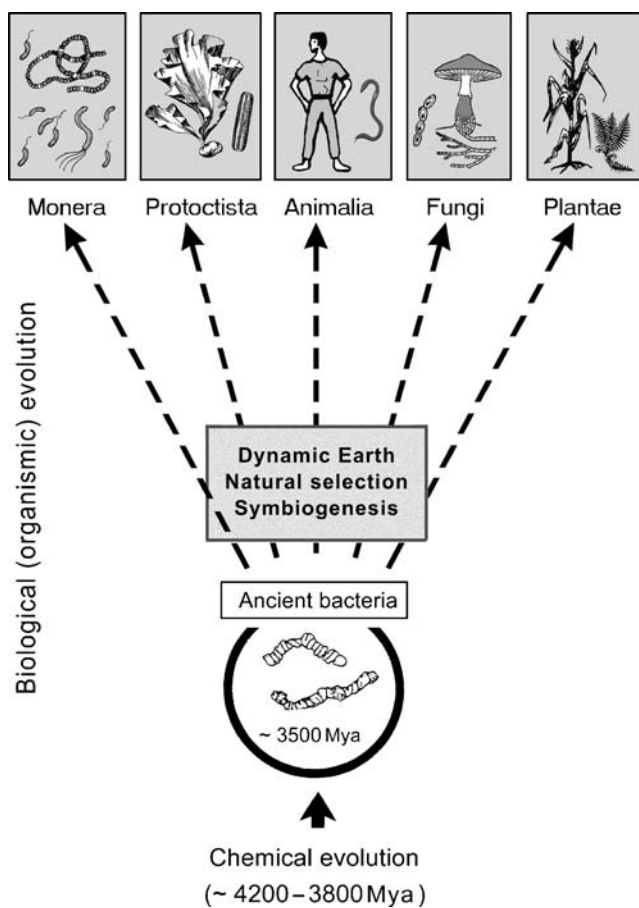 Monera
Protoctista
Animalia
Fungi
Plantae
Biological (organismic) evolution
Dynamic Earth
Natural selection
Symbiogenesis
Ancient bacteria
~ 3500 Mya
Chemical evolution
(~ 4200 – 3800 Mya)